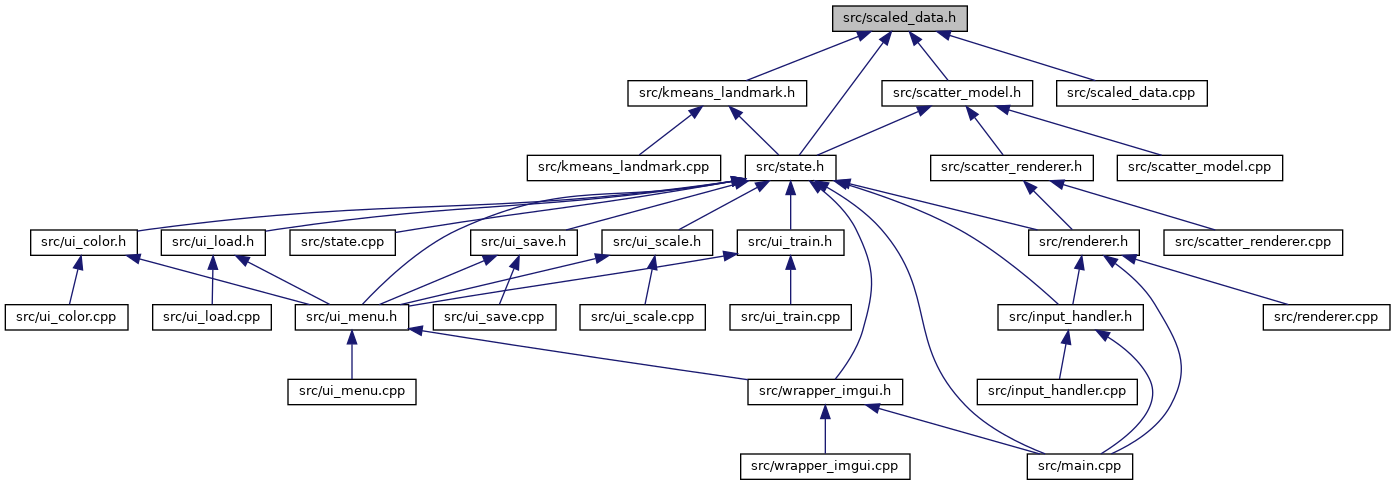 src/scaled_data.h
src/kmeans_landmark.h
src/scatter_model.h
src/scaled_data.cpp
src/kmeans_landmark.cpp
src/state.h
src/scatter_renderer.h
src/scatter_model.cpp
src/ui_color.h
src/ui_load.h
src/state.cpp
src/ui_save.h
src/ui_scale.h
src/ui_train.h
src/renderer.h
src/scatter_renderer.cpp
src/ui_color.cpp
src/ui_load.cpp
src/ui_menu.h
src/ui_save.cpp
src/ui_scale.cpp
src/ui_train.cpp
src/input_handler.h
src/renderer.cpp
src/ui_menu.cpp
src/wrapper_imgui.h
src/input_handler.cpp
src/wrapper_imgui.cpp
src/main.cpp